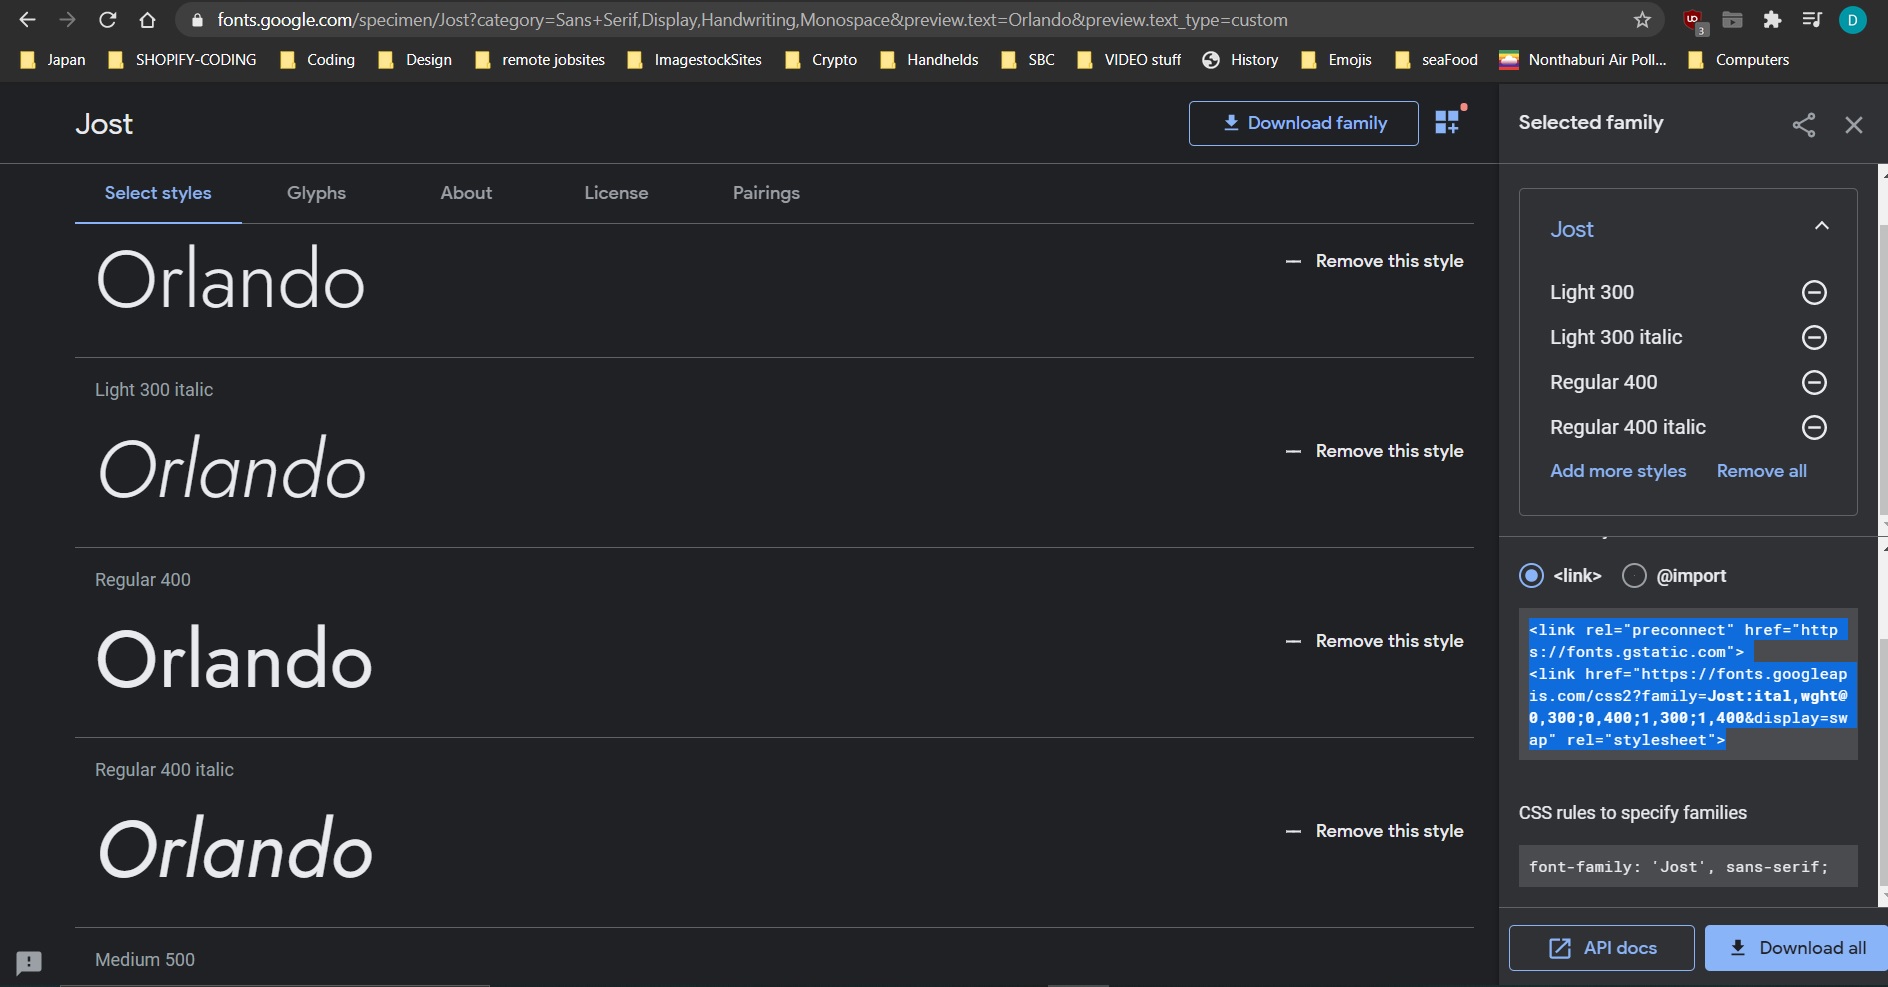 fonts.google.com/specimen/Jost?category=Sans+Serif,Display,Handwriting,Monospace&preview.text=Orlando&preview.text_type=custom
3
D
Japan SHOPIFY-CODING Coding Design remote jobsites ImagestockSites Crypto Handhelds SBC VIDEO stuff History Emojis seaFood Nonthaburi Air Poll... Computers
Jost
Download family
Select styles Glyphs About License Pairings
Orlando
Remove this style
Light 300 italic
Orlando
Remove this style
Regular 400
Orlando
Remove this style
Regular 400 italic
Orlando
Remove this style
Medium 500
Selected family
Jost
Light 300
Light 300 italic
Regular 400
Regular 400 italic
Add more styles Remove all
<link> @import
<link rel="preconnect" href="http
s://fonts.gstatic.com">
<link href="https://fonts.googleap
is.com/css2?family=Jost:ital,wght@
0,300;0,400;1,300;1,400&display=sw
ap" rel="stylesheet">
CSS rules to specify families
font-family: 'Jost', sans-serif;
API docs Download all